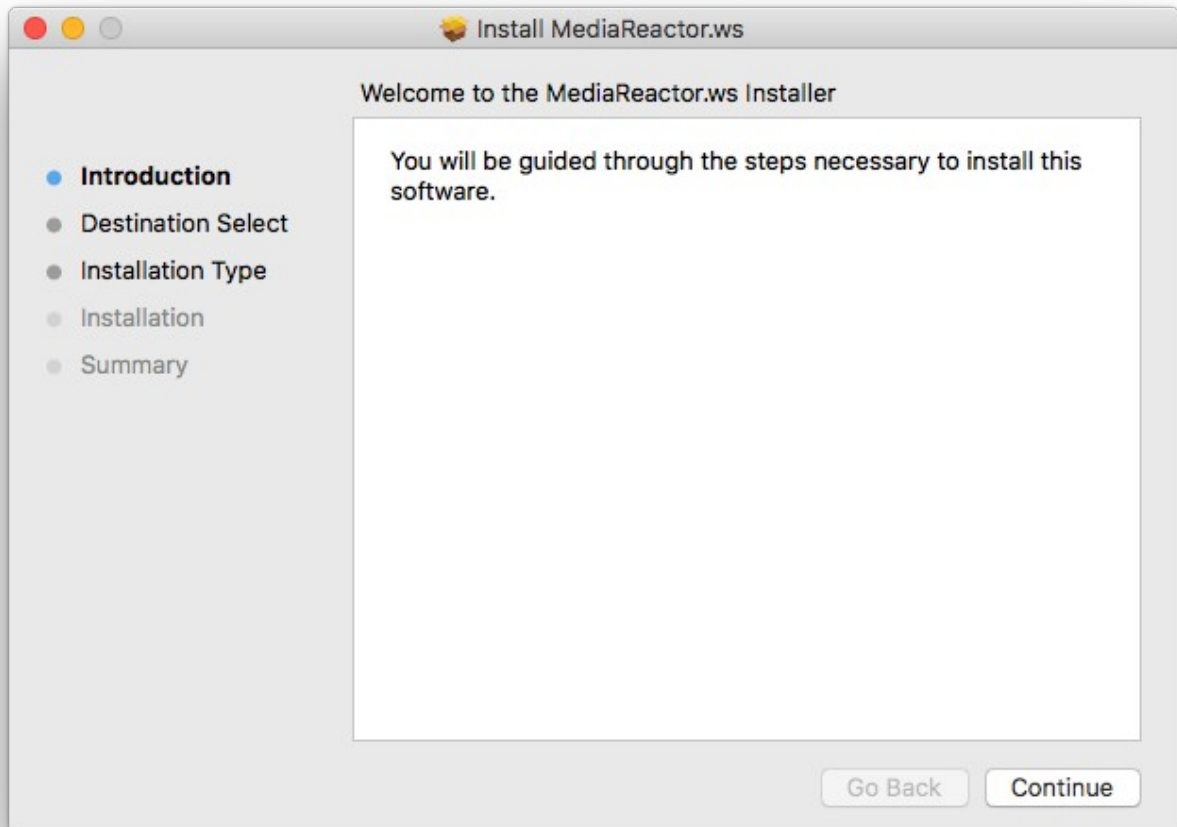 Install MediaReactor.ws
Welcome to the MediaReactor.ws Installer
Introduction
Destination Select
Installation Type
Installation
Summary
You will be guided through the steps necessary to install this
software.
Go Back
Continue